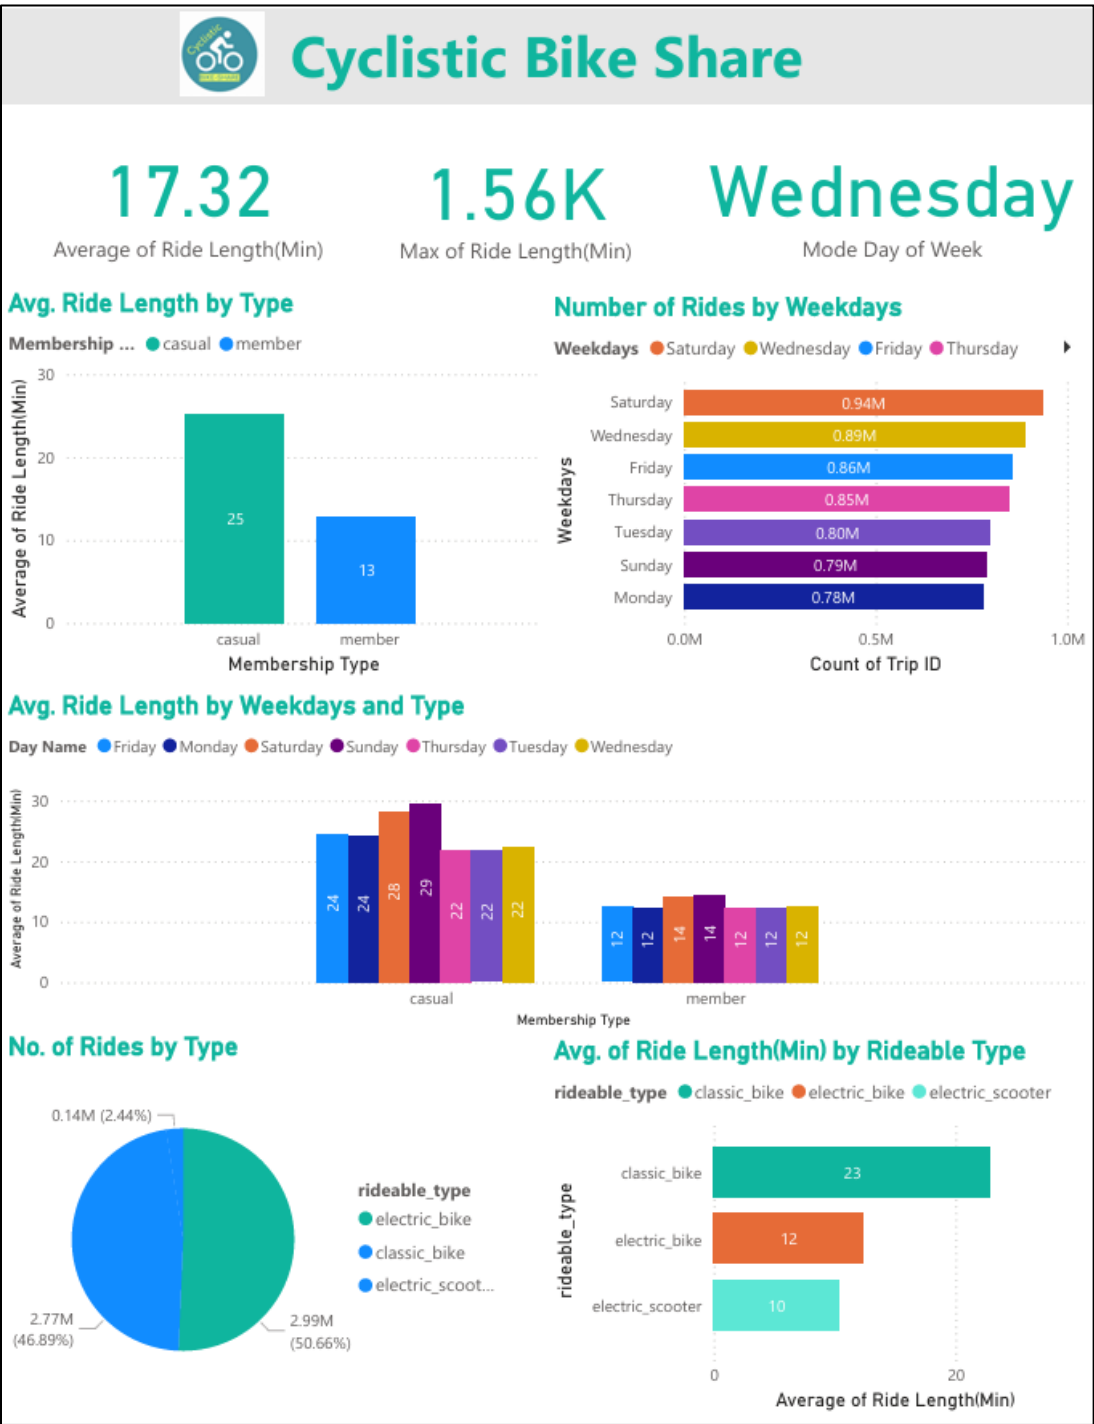 Cyclistic
BIKE SHARE
Cyclistic Bike Share
17.32
Average of Ride Length(Min)
1.56K
Max of Ride Length(Min)
Wednesday
Mode Day of Week
Avg. Ride Length by Type
Membership ... casual member
Average of Ride Length(Min)
30
20
10
0
25
13
casual member
Membership Type
Number of Rides by Weekdays
Weekdays Saturday Wednesday Friday Thursday
Weekdays
Saturday 0.94M
Wednesday 0.89M
Friday 0.86M
Thursday 0.85M
Tuesday 0.80M
Sunday 0.79M
Monday 0.78M
0.0M 0.5M 1.0M
Count of Trip ID
Avg. Ride Length by Weekdays and Type
Day Name Friday Monday Saturday Sunday Thursday Tuesday Wednesday
Average of Ride Length(Min)
30
20
10
0
24 24 28 29 22 22 22
12 12 14 14 12 12 12
casual member
Membership Type
No. of Rides by Type
0.14M (2.44%)
2.77M
(46.89%)
2.99M
(50.66%)
rideable_type
electric_bike
classic_bike
electric_scoot...
Avg. of Ride Length(Min) by Rideable Type
rideable_type classic_bike electric_bike electric_scooter
rideable_type
classic_bike 23
electric_bike 12
electric_scooter 10
0 20
Average of Ride Length(Min)